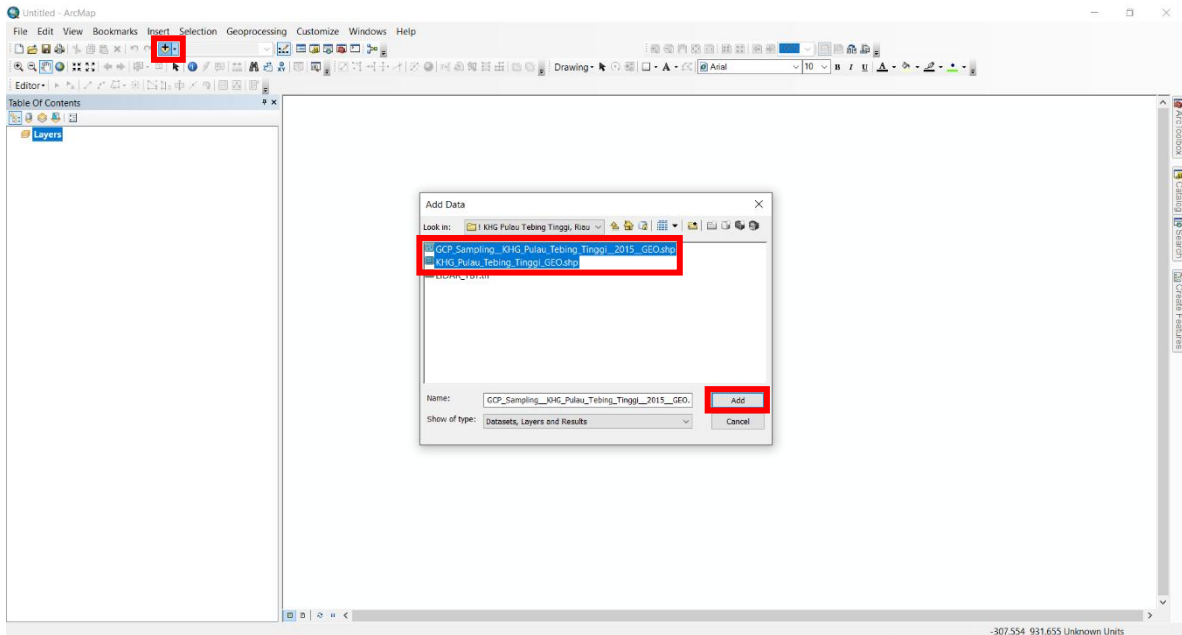 Untitled - ArcMap
File Edit View Bookmarks Insert Selection Geoprocessing Customize Windows Help
Drawing Arial 10 B I U A
Editor
Table Of Contents
Layers
ArcToolbox
Catalog
Search
Create Features
Add Data
Look in: ! KHG Pulau Tebing Tinggi, Riau
GCP_Sampling__KHG_Pulau_Tebing_Tinggi__2015__GEO.shp
KHG_Pulau_Tebing_Tinggi_GEO.shp
Name: GCP_Sampling__KHG_Pulau_Tebing_Tinggi__2015__GEO. Add
Show of type: Datasets, Layers and Results Cancel
-307.554 931.655 Unknown Units